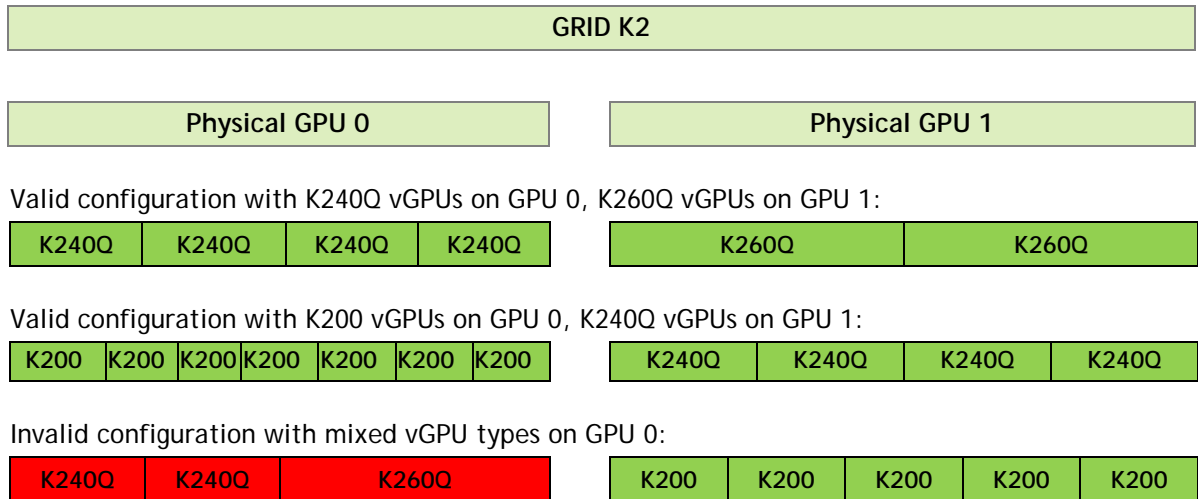 GRID K2
Physical GPU 0 Physical GPU 1
Valid configuration with K240Q vGPUs on GPU 0, K260Q vGPUs on GPU 1:
K240Q K240Q K240Q K240Q K260Q K260Q
Valid configuration with K200 vGPUs on GPU 0, K240Q vGPUs on GPU 1:
K200 K200 K200 K200 K200 K200 K200 K240Q K240Q K240Q K240Q
Invalid configuration with mixed vGPU types on GPU 0:
K240Q K240Q K260Q K200 K200 K200 K200 K200